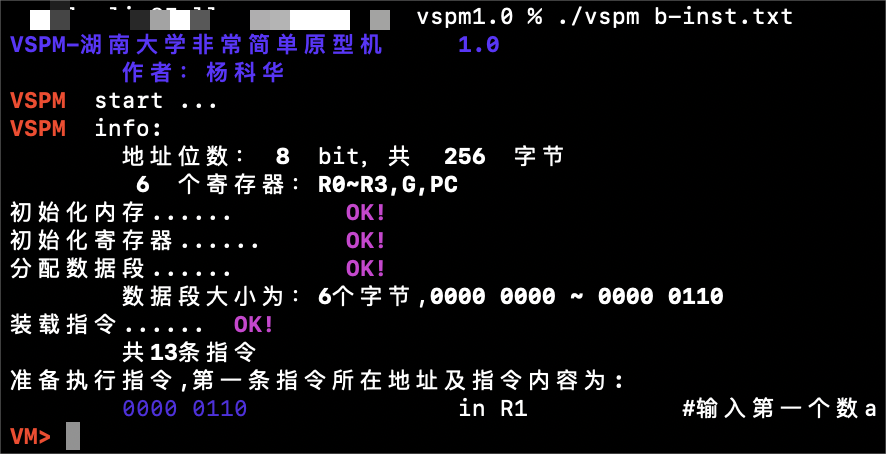 vspm1.0 % ./vspm b-inst.txt
VSPM-湖南大学非常简单原型机 1.0
作者：杨科华
VSPM start ...
VSPM info:
地址位数： 8 bit, 共 256 字节
6 个寄存器：R0~R3,G,PC
初始化内存...... OK!
初始化寄存器...... OK!
分配数据段...... OK!
数据段大小为：6个字节,0000 0000 ~ 0000 0110
装载指令...... OK!
共13条指令
准备执行指令,第一条指令所在地址及指令内容为：
0000 0110 in R1 #输入第一个数a
VM>